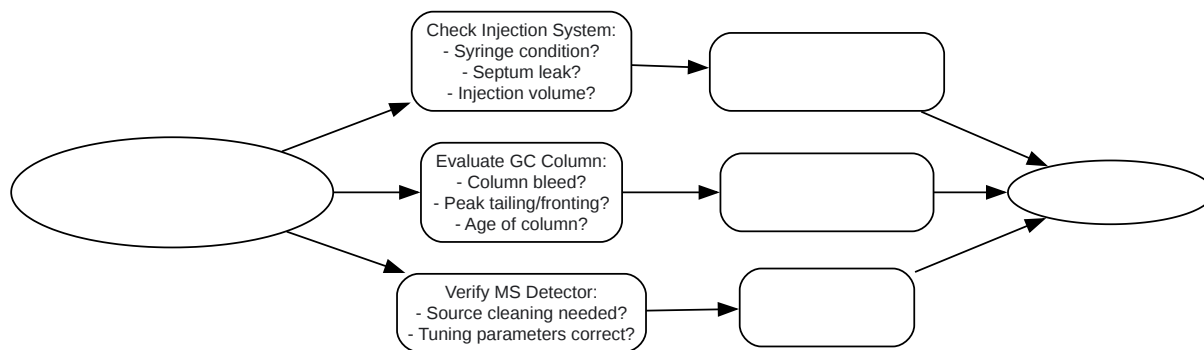 Check Injection System:
- Syringe condition?
- Septum leak?
- Injection volume?
Evaluate GC Column:
- Column bleed?
- Peak tailing/fronting?
- Age of column?
Verify MS Detector:
- Source cleaning needed?
- Tuning parameters correct?